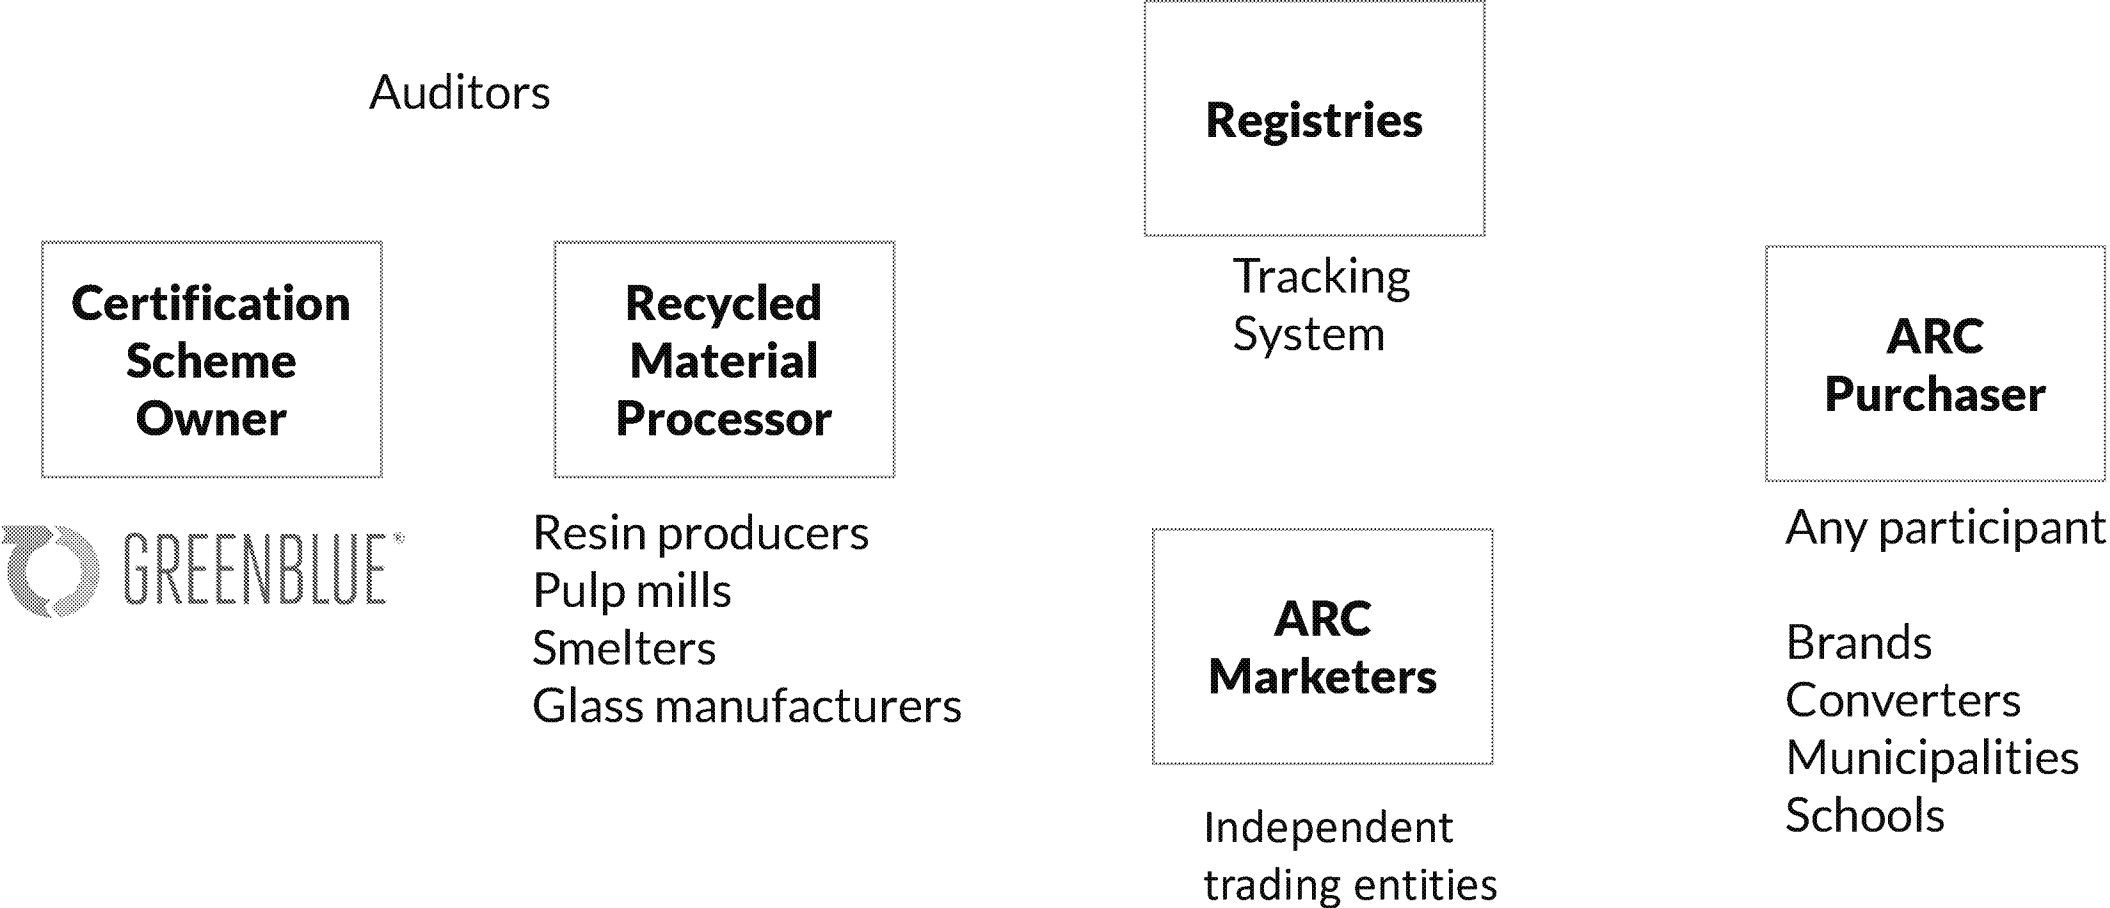 Auditors
Registries
Tracking
System
Certification
Scheme
Owner
GREENBLUE®
Recycled
Material
Processor
Resin producers
Pulp mills
Smelters
Glass manufacturers
ARC
Marketers
Independent
trading entities
ARC
Purchaser
Any participant
Brands
Converters
Municipalities
Schools